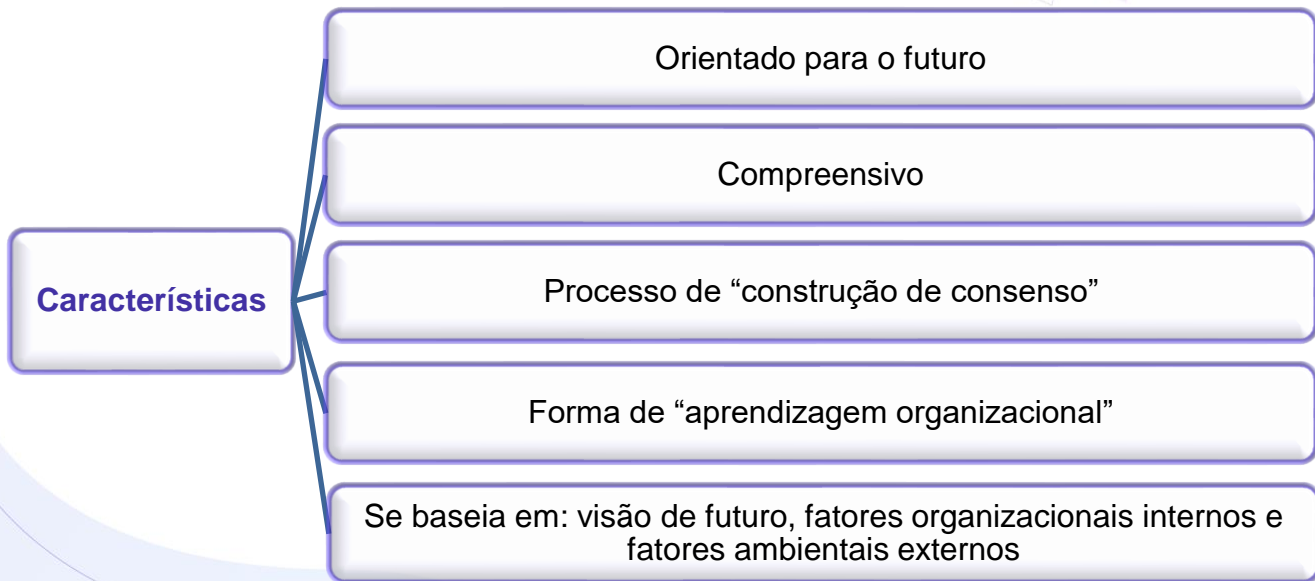 Orientado para o futuro
Compreensivo
Características
Processo de “construção de consenso”
Forma de “aprendizagem organizacional”
Se baseia em: visão de futuro, fatores organizacionais internos e
fatores ambientais externos